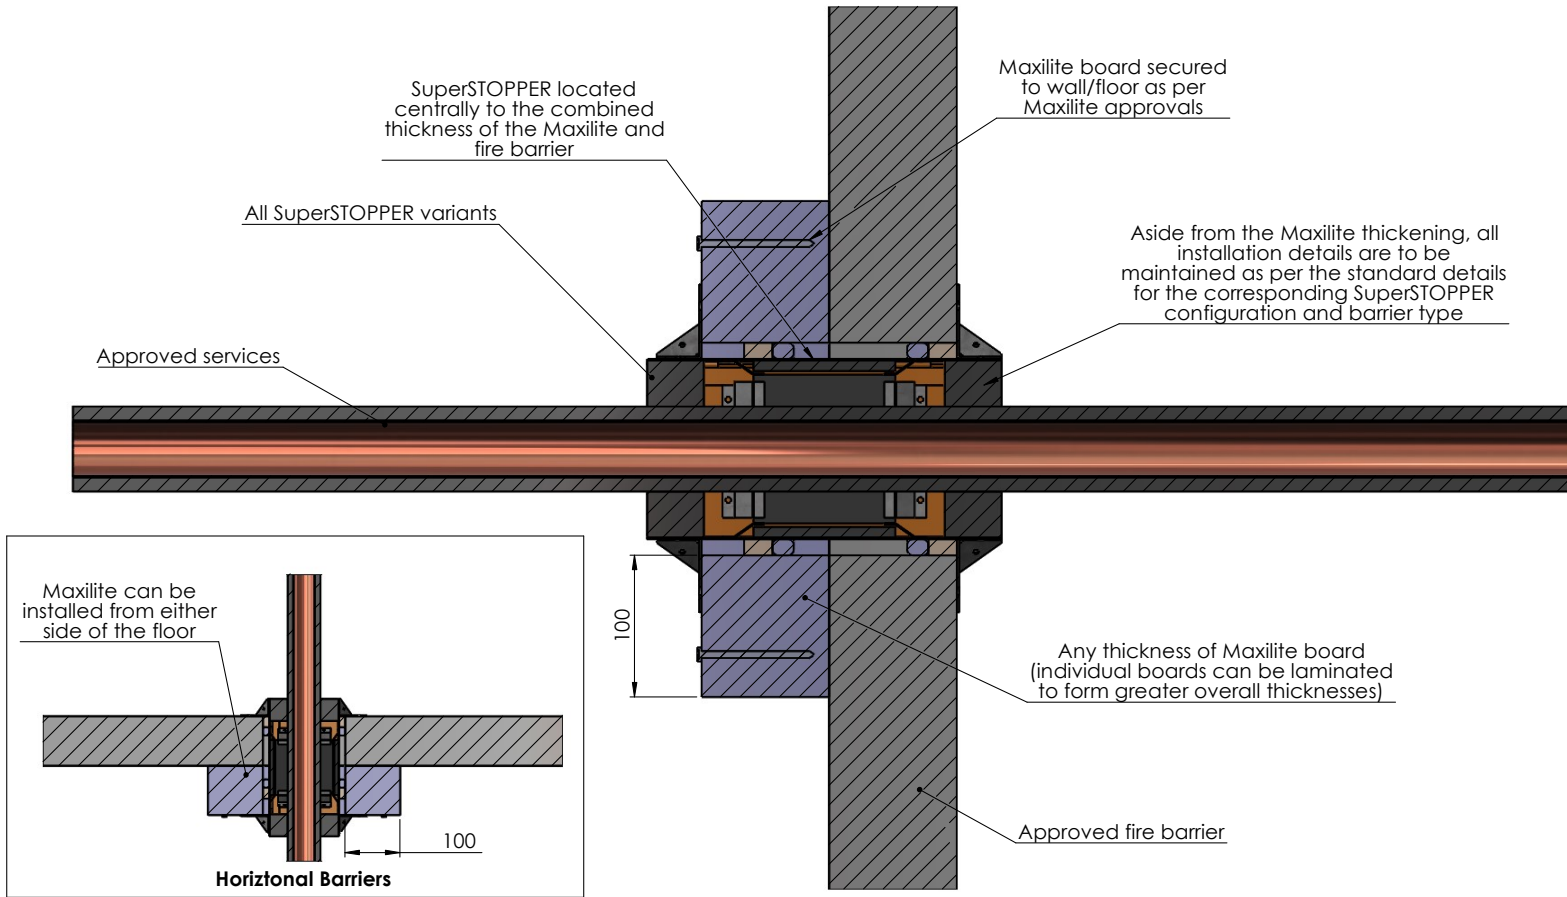 SuperSTOPPER located
centrally to the combined
thickness of the Maxilite and
fire barrier
Maxilite board secured
to wall/floor as per
Maxilite approvals
All SuperSTOPPER variants
Aside from the Maxilite thickening, all
installation details are to be
maintained as per the standard details
for the corresponding SuperSTOPPER
configuration and barrier type
Approved services
100
Any thickness of Maxilite board
(individual boards can be laminated
to form greater overall thicknesses)
Approved fire barrier
Maxilite can be
installed from either
side of the floor
100
Horiztonal Barriers